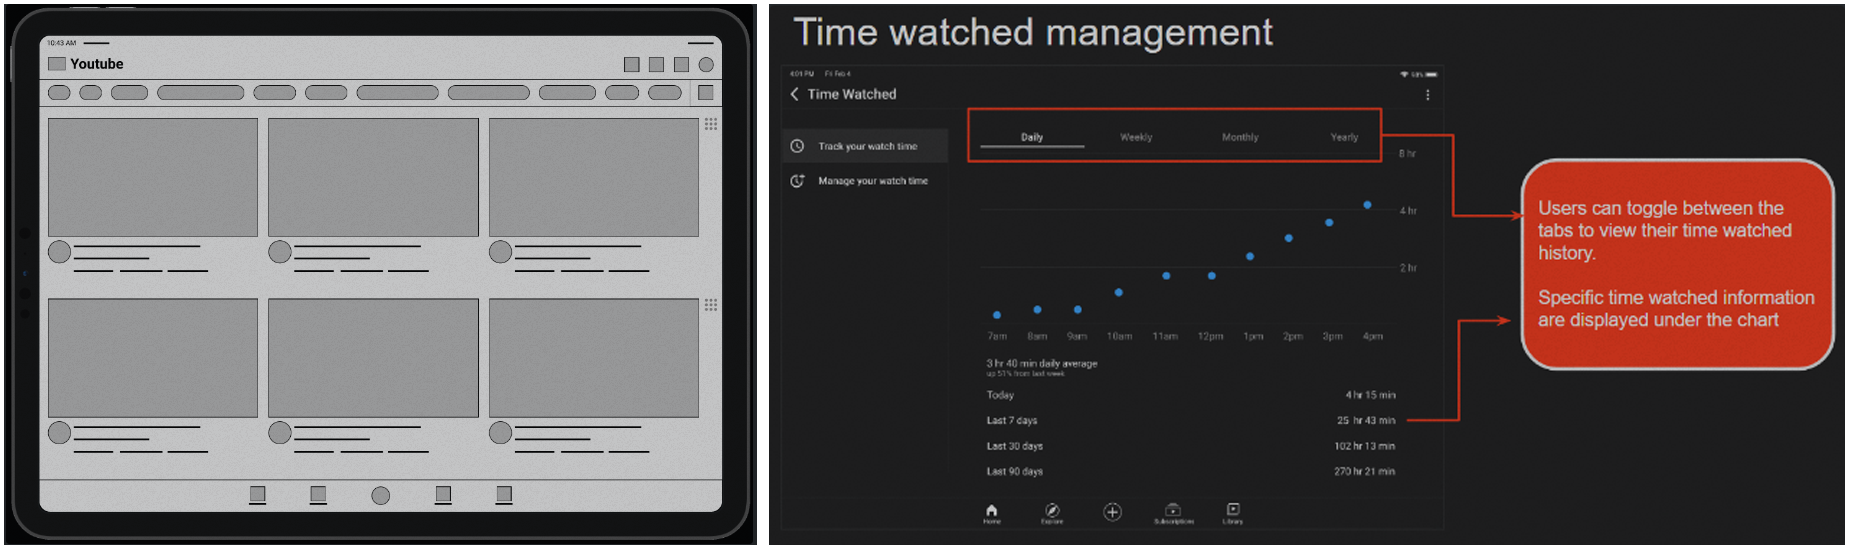 10:43 AM
Youtube
Time watched management
4:01 PM Fri Feb 4
Time Watched
Track your watch time
Manage your watch time
Daily Weekly Monthly Yearly
8 hr
4 hr
2 hr
7am 8am 9am 10am 11am 12pm 1pm 2pm 3pm 4pm
3 hr 40 min daily average
up 51% from last week
Today 4 hr 15 min
Last 7 days 25 hr 43 min
Last 30 days 102 hr 13 min
Last 90 days 270 hr 21 min
Home Explore Subscriptions Library
Users can toggle between the
tabs to view their time watched
history.
Specific time watched information
are displayed under the chart